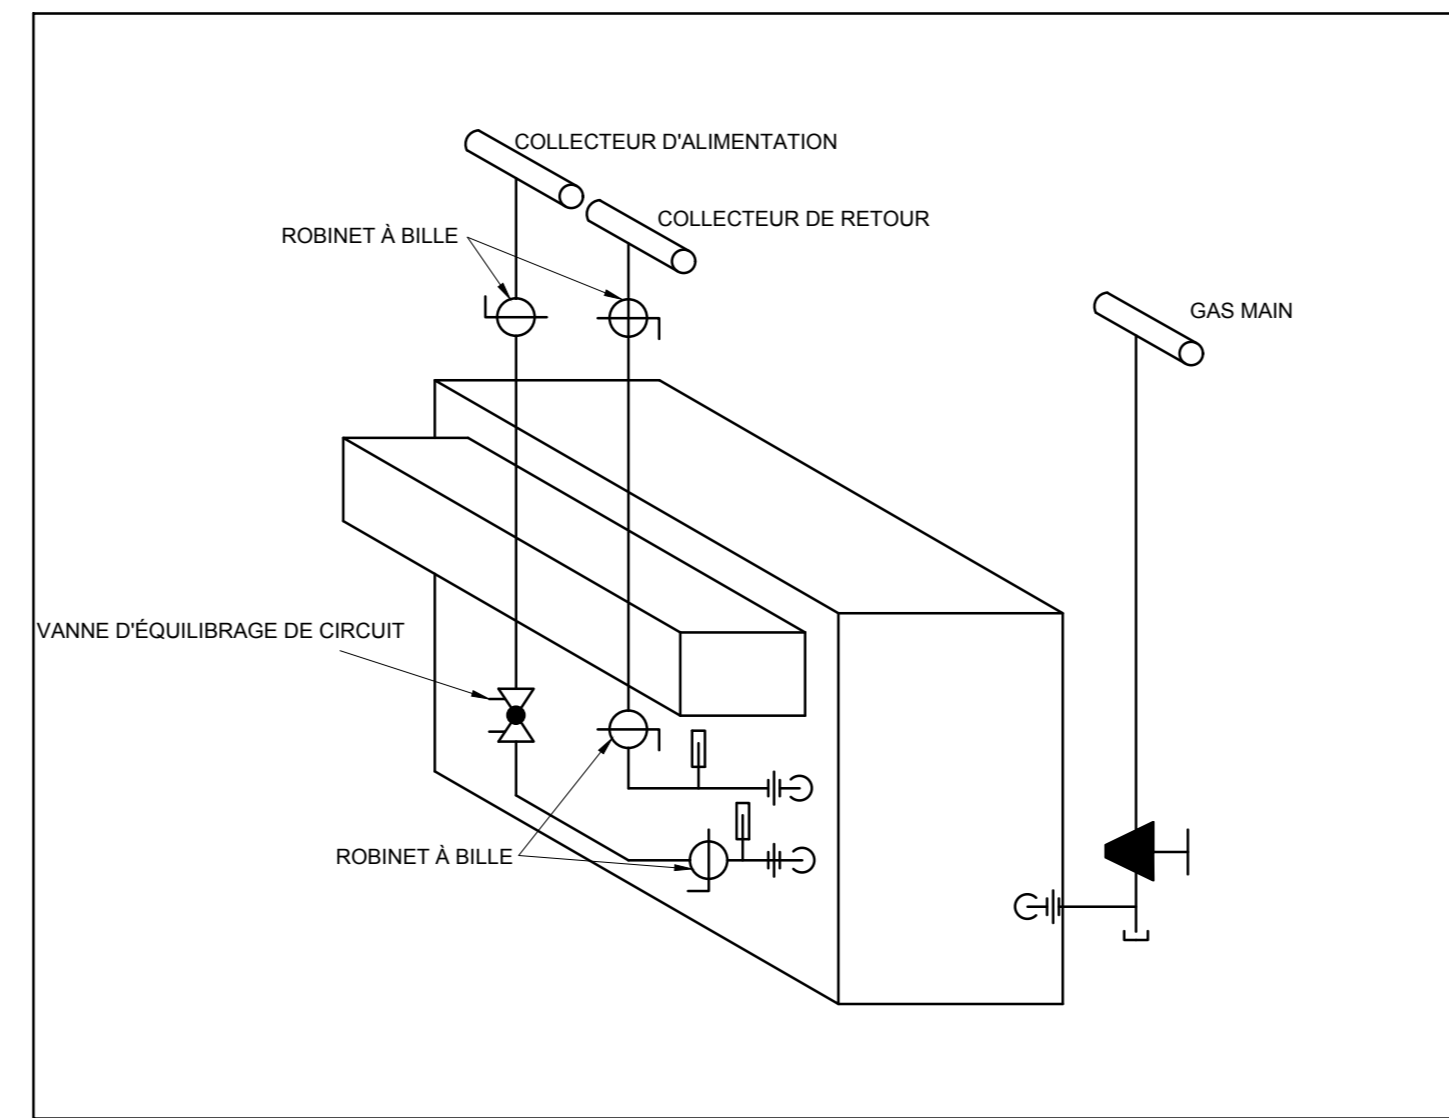 COLLECTEUR D'ALIMENTATION
COLLECTEUR DE RETOUR
ROBINET À BILLE
GAS MAIN
VANNE D'ÉQUILIBRAGE DE CIRCUIT
ROBINET À BILLE